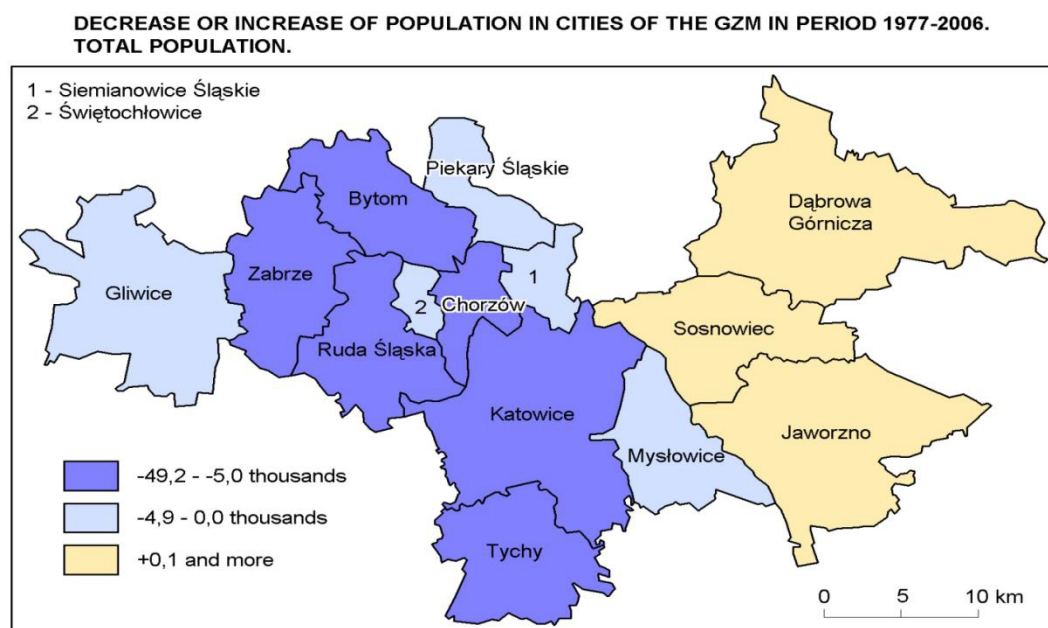 DECREASE OR INCREASE OF POPULATION IN CITIES OF THE GZM IN PERIOD 1977-2006.
TOTAL POPULATION.
1 - Siemianowice Śląskie
2 - Świętochłowice
Piekary Śląskie
Bytom
Dąbrowa
Górnicza
Zabrze
1
Gliwice
2
Chorzów
Sosnowiec
Ruda Śląska
Katowice
Jaworzno
Mysłowice
-49,2 - -5,0 thousands
-4,9 - 0,0 thousands
+0,1 and more
Tychy
0 5 10 km